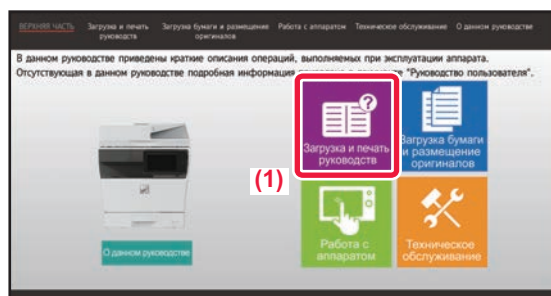 ВЕРХНЯЯ ЧАСТЬ Загрузка и печать руководств Загрузка бумаги и размещение оригиналов Работа с аппаратом Техническое обслуживание О данном руководстве
В данном руководстве приведены краткие описания операций, выполняемых при эксплуатации аппарата.
Отсутствующая в данном руководстве подробная информация "Руководство пользователя".
Загрузка и печать
руководств
Загрузка бумаги
и размещение
оригиналов
(1)
Работа с
аппаратом
Техническое
обслуживание
О данном руководстве